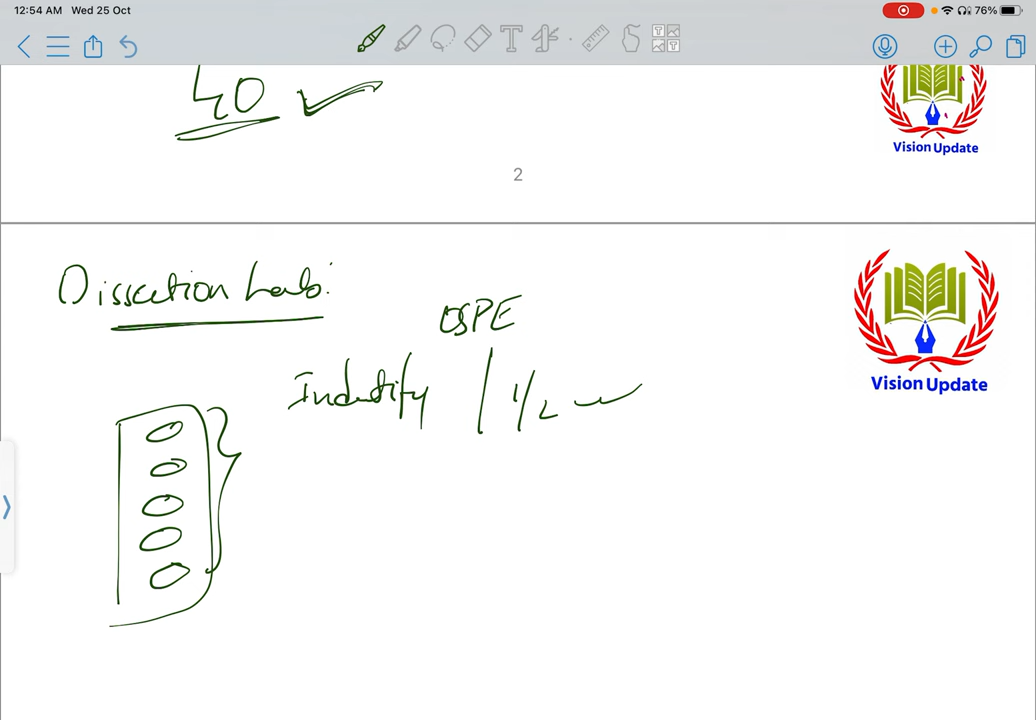 12:54 AM Wed 25 Oct
76%
T
T
T
40
Vision Update
2
Dissection Lab:
OSPE
Indentify / 1/2
Vision Update